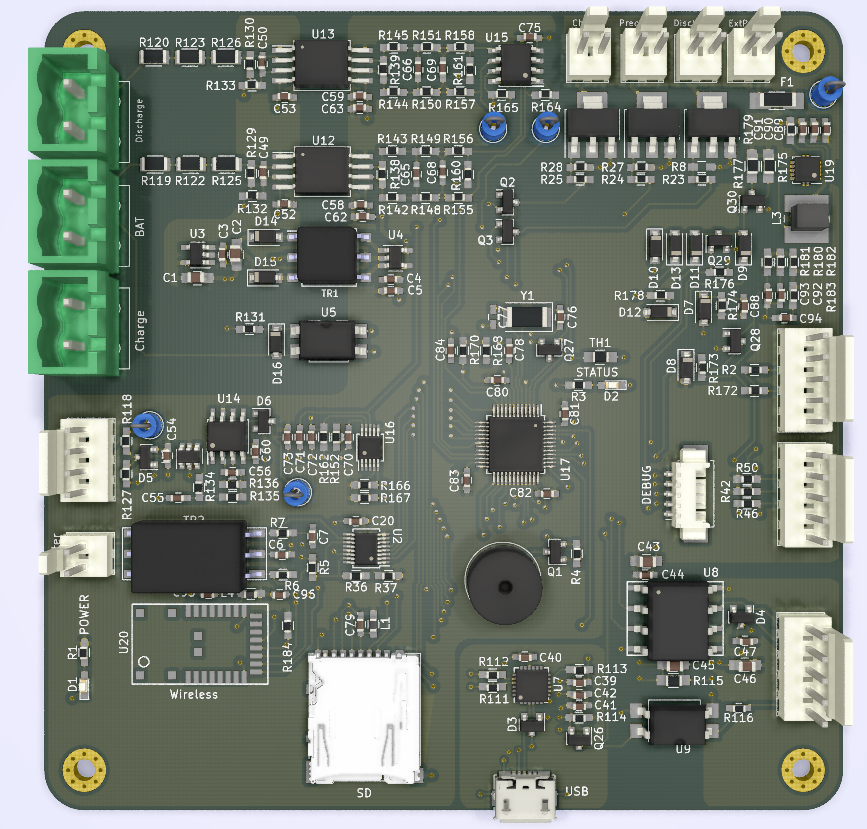 R120 R123 R126 R130 C50
U13
R145 R151 R158
R139 C66 C69 R161
C75
U15
F1
R133
C53
C59
C63
R144 R150 R157
R165 R164
R179 C91 C90 C89
Discharge
U12
R129 C49
R143 R149 R156
R138 C65 C68 R160
R119 R122 R125
R132
C52
C58
C62
R142 R148 R155
R28 R27 R8
R25 R24 R23
R177 R175
U19
Q30
L3
Q2
Q3
BAT
U3
C3 C2
D14
D15
C1
TR1
U4
C4
C5
D10 D13 D11 Q29 D9
R176
R178
D12
D7
R174
C88
R181 R180 R182
C93 C92 R183
C94
Charge
R131
D16
U5
Y1
C77 C76
C84 R170 R168 C78
Q27
TH1
STATUS
R3 D2
C80
C81
Q28
D8
R173
R2
R172
R118
C54
U14
D6
C60
D5
C55
R134
C56
R136
R135
R127
C73 C71 C72 R162 R152 C70
U16
R166
R167
C83
C82
U17
DEBUG
R42
R50
R46
R7
C6
C7
R6
R5
C96
C20
U2
R36 R37
Q1
R4
C43
C44
U8
D4
C47
C46
C45
R115
POWER
R1
D1
U20
Wireless
R184
C79 L1
SD
R112
R111
C40
U7
R113
C39
C42
C41
R114
D3
Q26
USB
U9
R116